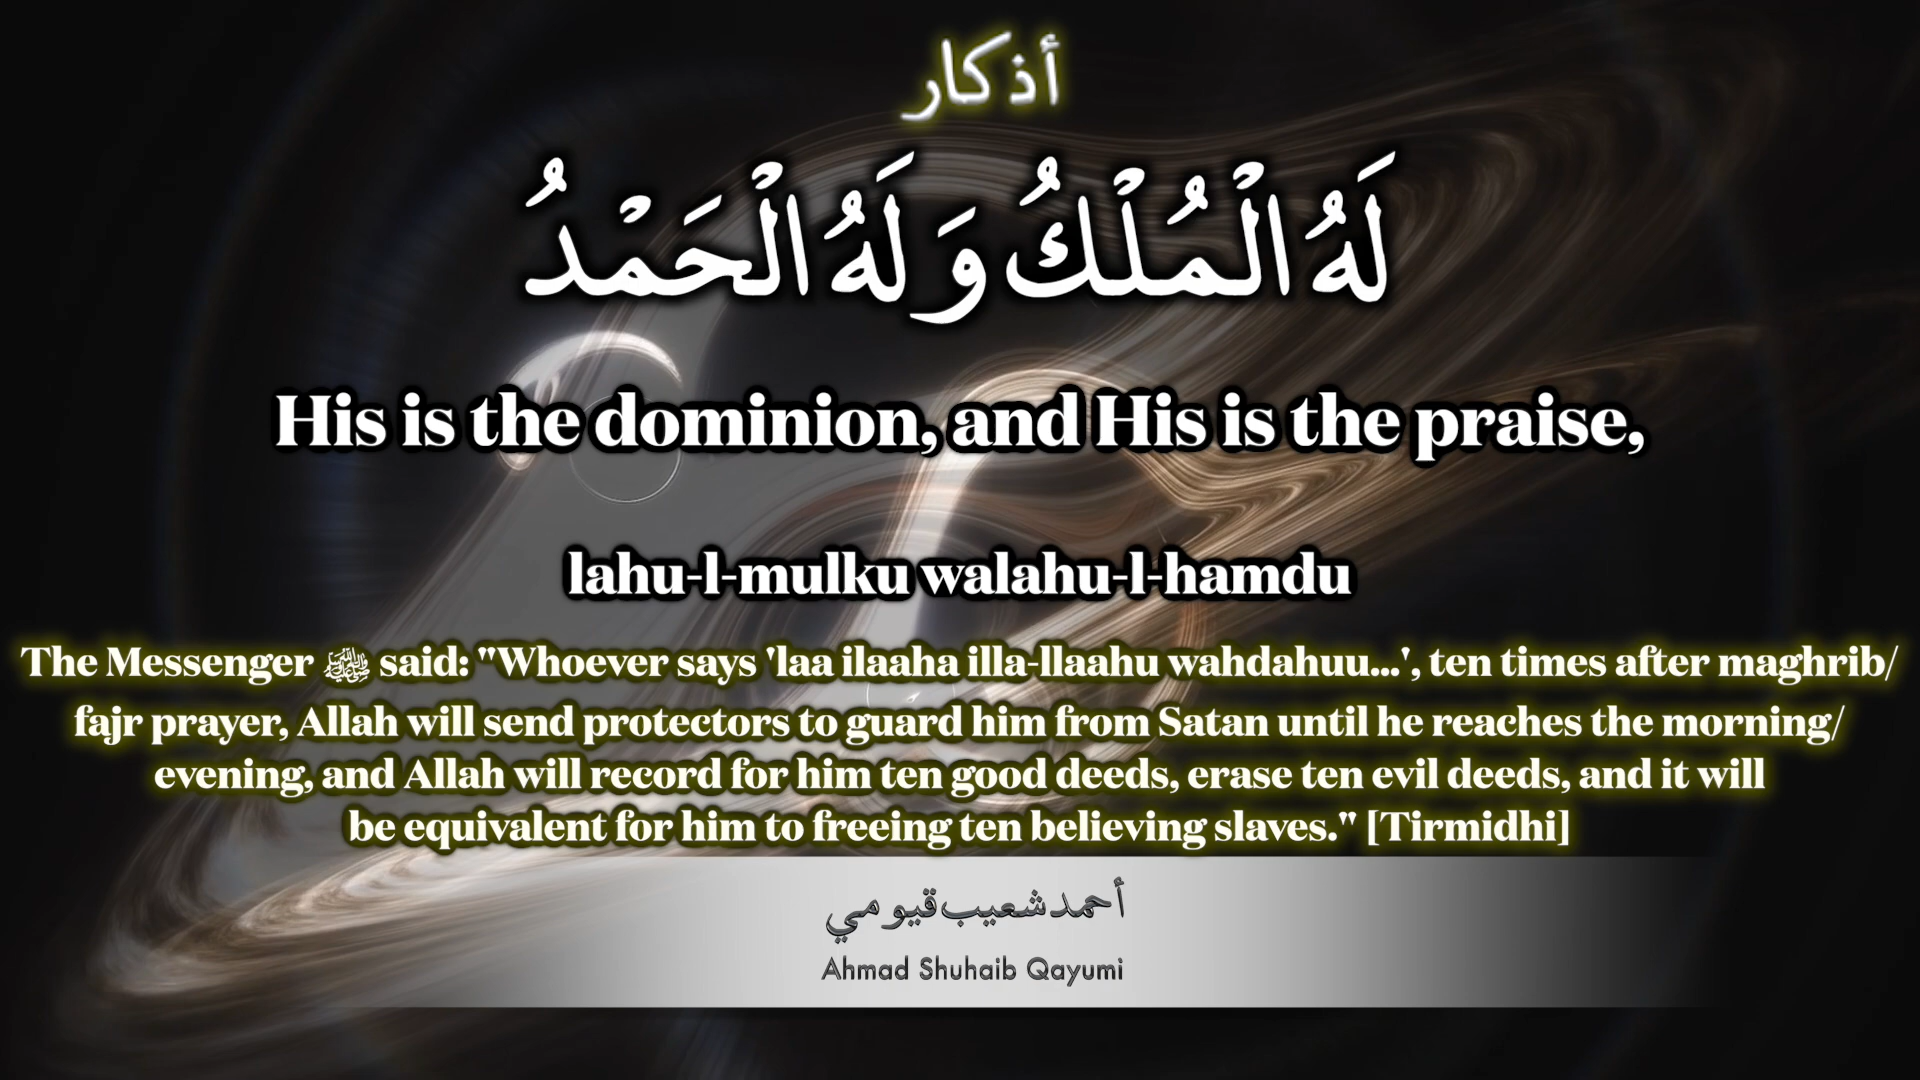 أذكار
لَهُ الْمُلْكُ وَلَهُ الْحَمْدُ
His is the dominion, and His is the praise,
lahu-l-mulku walahu-l-hamdu
The Messenger ﷺ said: "Whoever says 'laa ilaaha illa-llaahu wahdahuu...', ten times after maghrib/
fajr prayer, Allah will send protectors to guard him from Satan until he reaches the morning/
evening, and Allah will record for him ten good deeds, erase ten evil deeds, and it will
be equivalent for him to freeing ten believing slaves." [Tirmidhi]
أحمد شعيب قيومي
Ahmad Shuhaib Qayumi